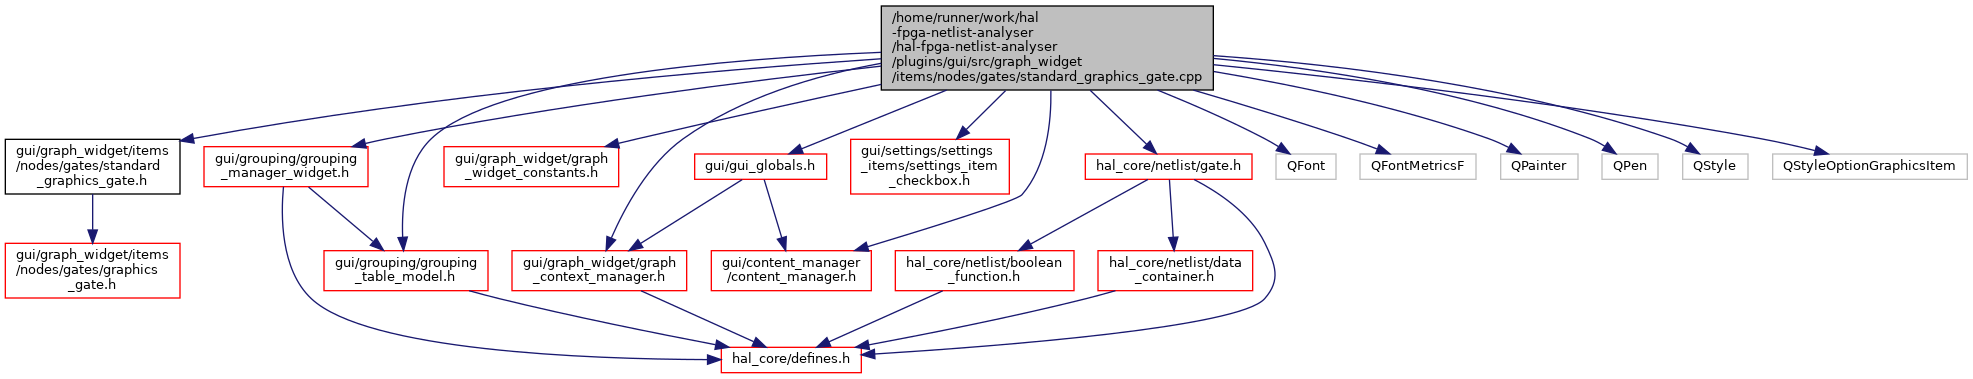 /home/runner/work/hal
-fpga-netlist-analyser
/hal-fpga-netlist-analyser
/plugins/gui/src/graph_widget
/items/nodes/gates/standard_graphics_gate.cpp
gui/graph_widget/items
/nodes/gates/standard
_graphics_gate.h
gui/grouping/grouping
_manager_widget.h
gui/graph_widget/graph
_widget_constants.h
gui/gui_globals.h
gui/settings/settings
_items/settings_item
_checkbox.h
hal_core/netlist/gate.h
QFont
QFontMetricsF
QPainter
QPen
QStyle
QStyleOptionGraphicsItem
gui/graph_widget/items
/nodes/gates/graphics
_gate.h
gui/grouping/grouping
_table_model.h
gui/graph_widget/graph
_context_manager.h
gui/content_manager
/content_manager.h
hal_core/netlist/boolean
_function.h
hal_core/netlist/data
_container.h
hal_core/defines.h